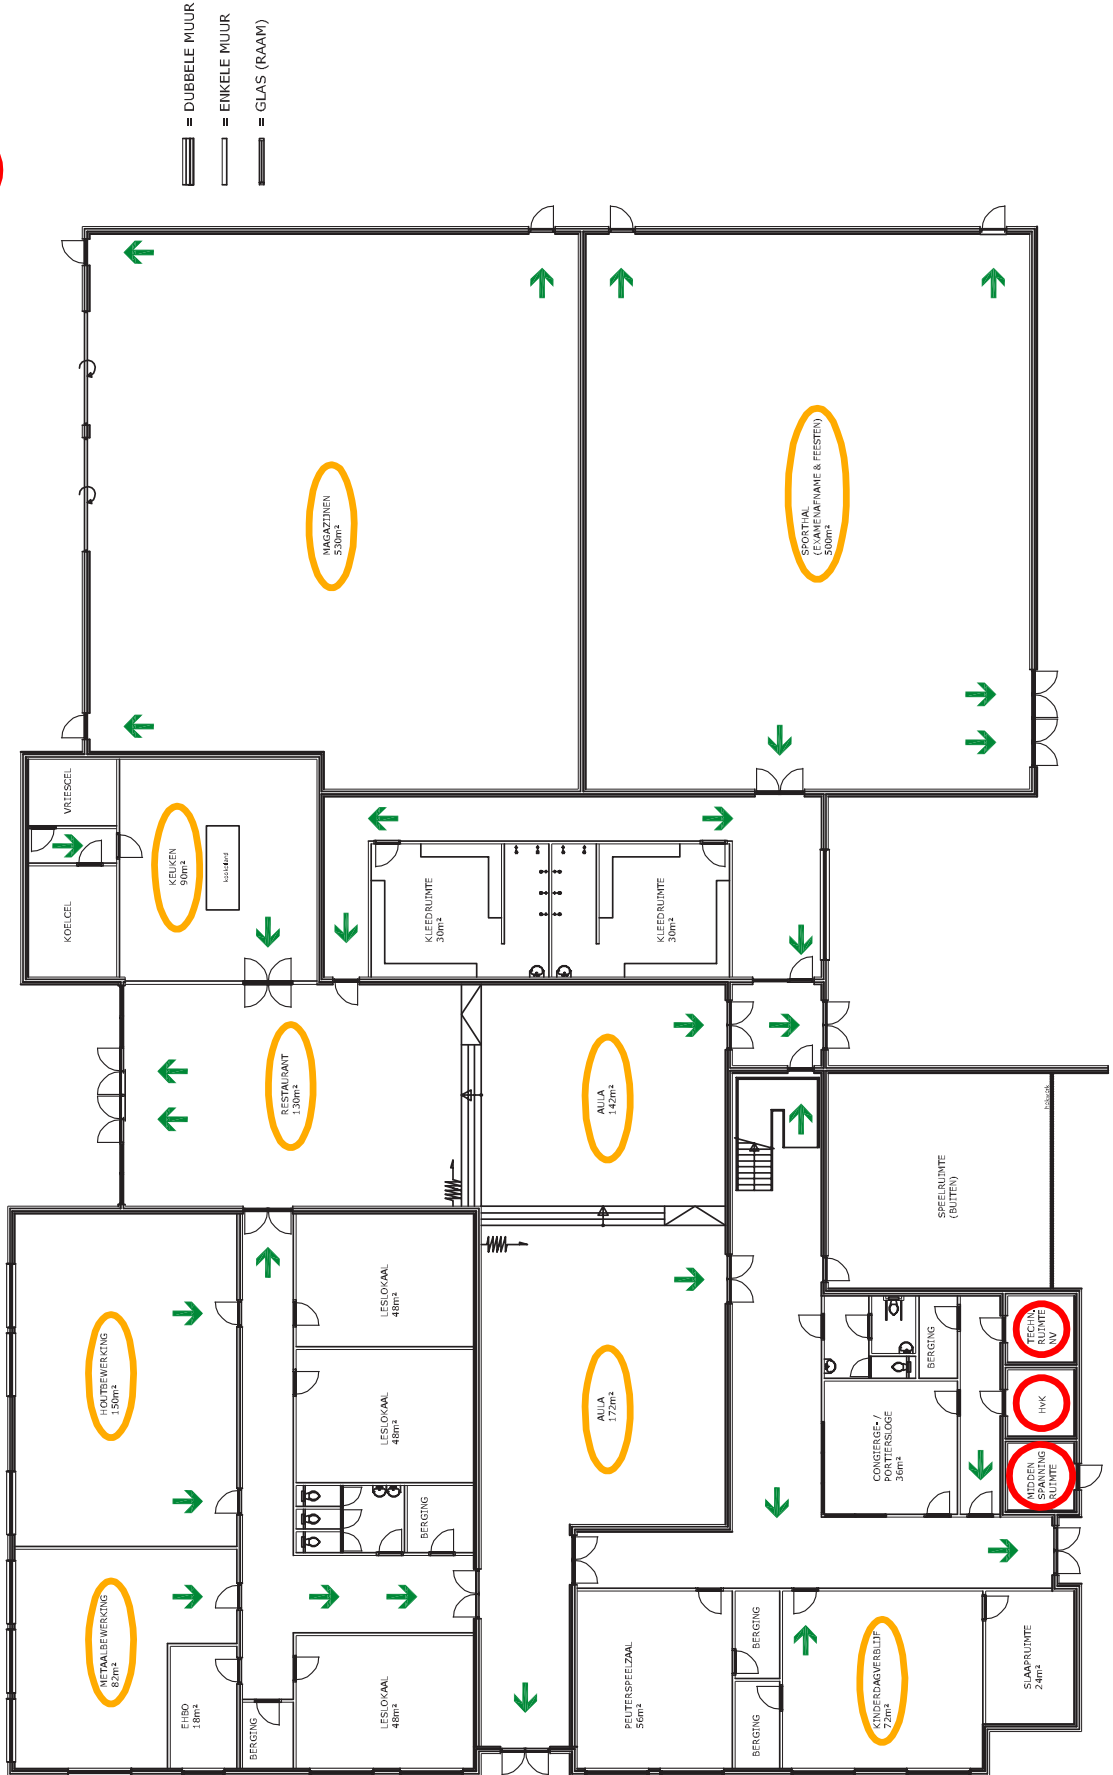 = DUBBELE MUUR
= ENKELE MUUR
= GLAS (RAAM)
MAGAZIJNEN
530m²
SPORTHAL
(EXAMENAFNAME & FEESTEN)
500m²
VRIESCEL
KOELCEL
KEUKEN
90m²
kookeiland
KLEEDRUIMTE
30m²
KLEEDRUIMTE
30m²
RESTAURANT
130m²
AULA
142m²
SPEELRUIMTE
(BUITEN)
hekwerk
HOUTBEWERKING
150m²
LESLOKAAL
48m²
LESLOKAAL
48m²
BERGING
AULA
172m²
CONGIERGE-/
PORTIERSLOGE
36m²
BERGING
TECHN.
RUIMTE
NV
HvK
MIDDEN
SPANNING
RUIMTE
METAALBEWERKING
82m²
EHBO
18m²
BERGING
LESLOKAAL
48m²
PEUTERSPEELZAAL
56m²
BERGING
BERGING
KINDERDAGVERBLIJF
72m²
SLAAPRUIMTE
24m²